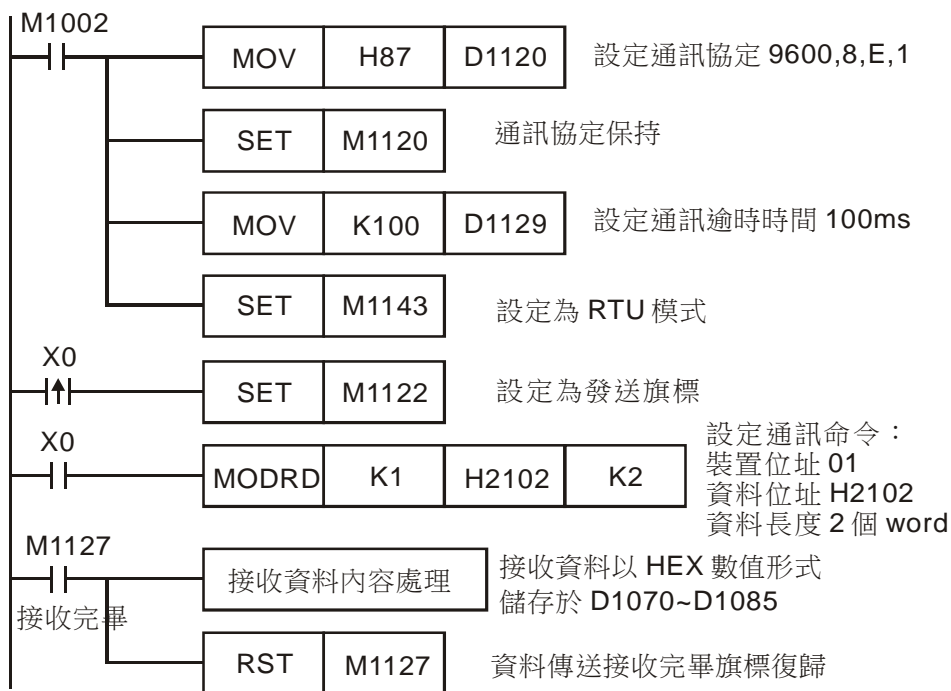 M1002
MOV H87 D1120 設定通訊協定 9600,8,E,1
SET M1120 通訊協定保持
MOV K100 D1129 設定通訊逾時時間 100ms
SET M1143 設定為 RTU 模式
X0
SET M1122 設定為發送旗標
X0
MODRD K1 H2102 K2
設定通訊命令：
裝置位址 01
資料位址 H2102
資料長度 2 個 word
M1127
接收完畢
接收資料內容處理
接收資料以 HEX 數值形式
儲存於 D1070~D1085
RST M1127 資料傳送接收完畢旗標復歸